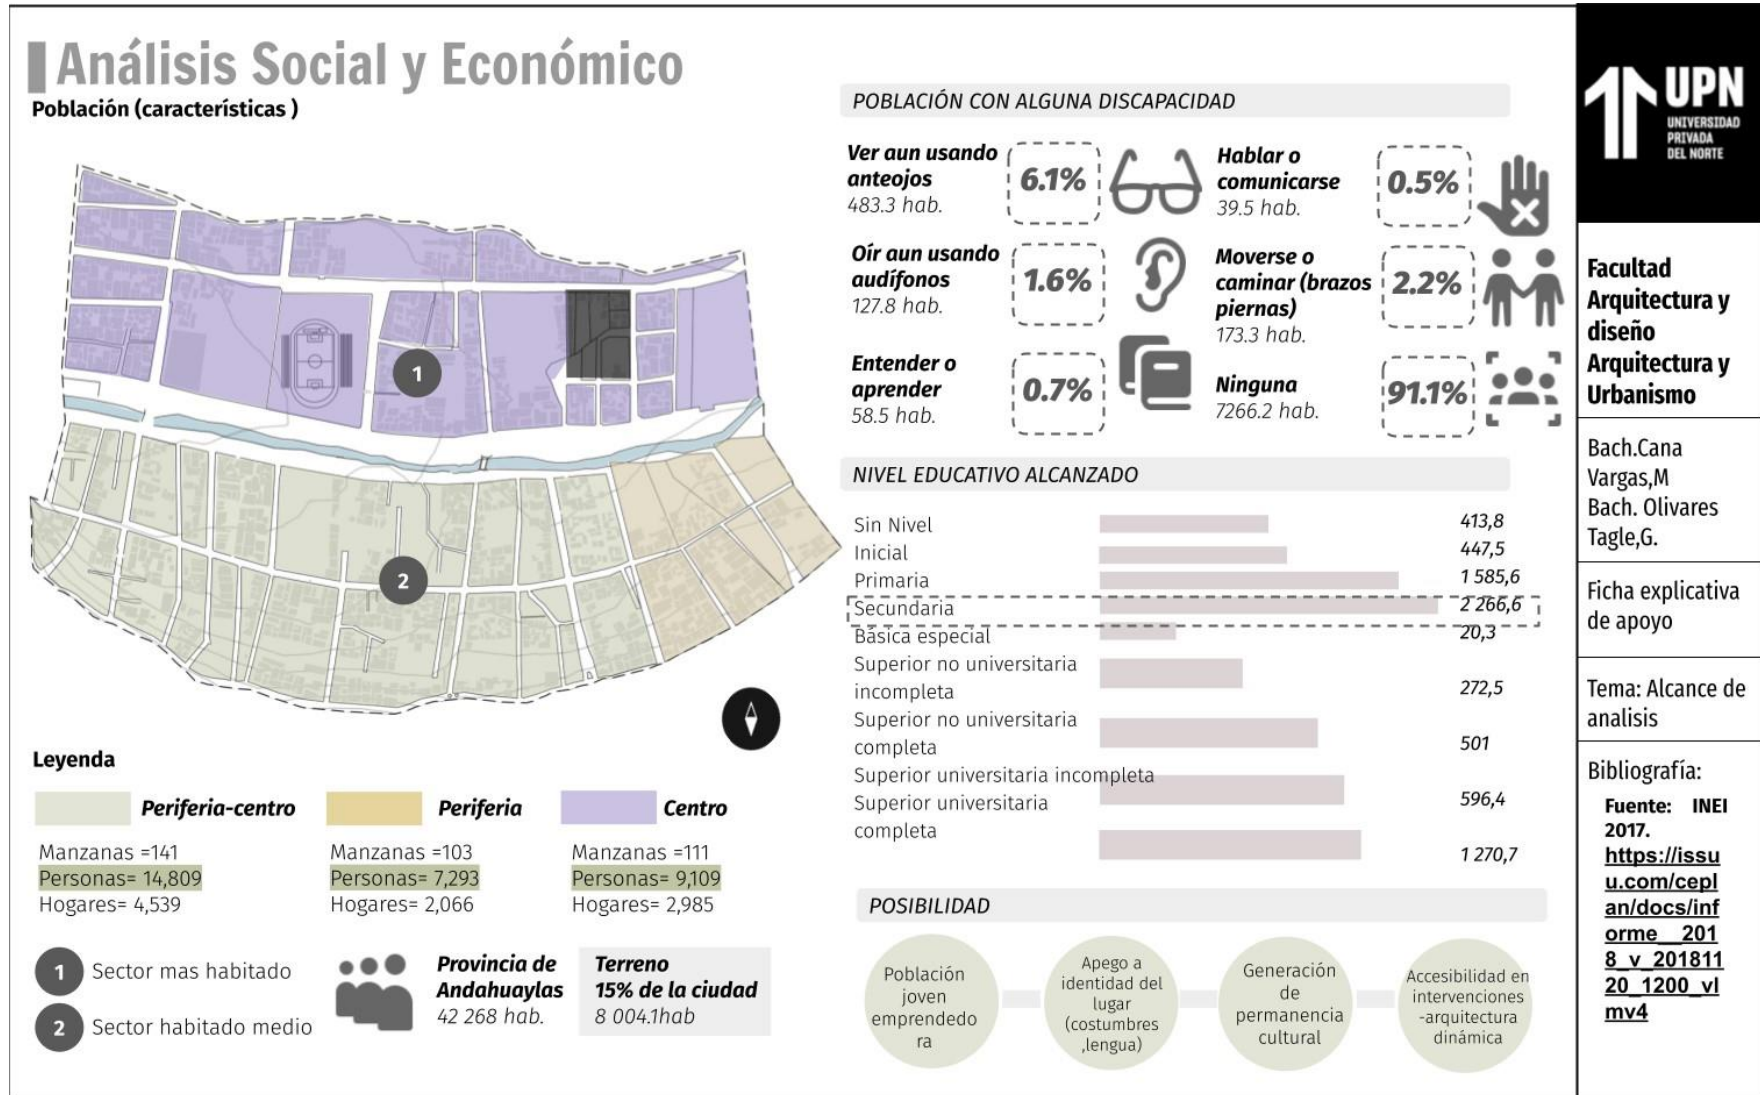 Análisis Social y Económico
Población (características )
1
2
Leyenda
Periferia-centro
Manzanas =141
Personas= 14,809
Hogares= 4,539
Periferia
Manzanas =103
Personas= 7,293
Hogares= 2,066
Centro
Manzanas =111
Personas= 9,109
Hogares= 2,985
1 Sector mas habitado
2 Sector habitado medio
Provincia de
Andahuaylas
42 268 hab.
Terreno
15% de la ciudad
8 004.1hab
POBLACIÓN CON ALGUNA DISCAPACIDAD
Ver aun usando
anteojos
483.3 hab.
6.1%
Hablar o
comunicarse
39.5 hab.
0.5%
Oír aun usando
audífonos
127.8 hab.
1.6%
Moverse o
caminar (brazos
piernas)
173.3 hab.
2.2%
Entender o
aprender
58.5 hab.
0.7%
Ninguna
7266.2 hab.
91.1%
NIVEL EDUCATIVO ALCANZADO
Sin Nivel 413,8
Inicial 447,5
Primaria 1 585,6
Secundaria 2 266,6
Básica especial 20,3
Superior no universitaria
incompleta 272,5
Superior no universitaria
completa 501
Superior universitaria incompleta
596,4
Superior universitaria
completa
1 270,7
POSIBILIDAD
Población
joven
emprendedo
ra
Apego a
identidad del
lugar
(costumbres
,lengua)
Generación
de
permanencia
cultural
Accesibilidad en
intervenciones
-arquitectura
dinámica
UPN
UNIVERSIDAD
PRIVADA
DEL NORTE
Facultad
Arquitectura y
diseño
Arquitectura y
Urbanismo
Bach.Cana
Vargas,M
Bach. Olivares
Tagle,G.
Ficha explicativa
de apoyo
Tema: Alcance de
analisis
Bibliografía:
Fuente: INEI
2017.
https://issu
u.com/cepl
an/docs/inf
orme__201
8_v_201811
20_1200_vl
mv4